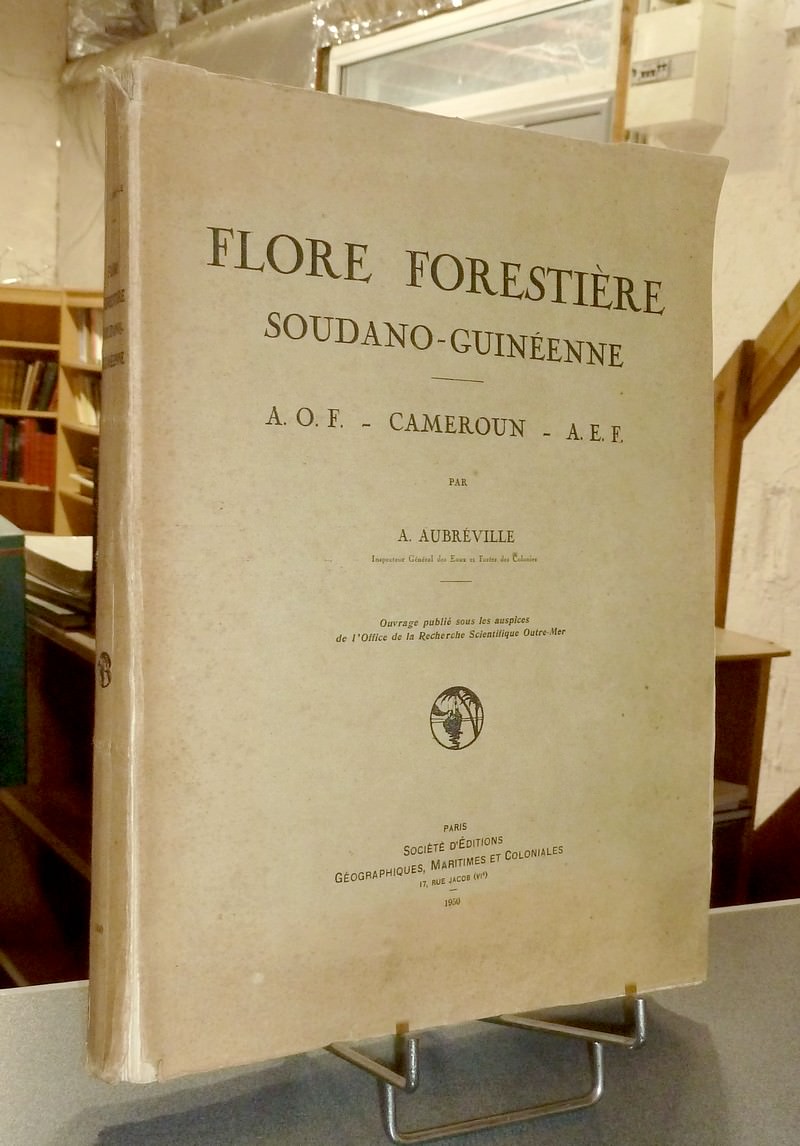 FLORE FORESTIÈRE
SOUDANO-GUINÉENNE
A. O. F. - CAMEROUN - A. E. F.
PAR
A. AUBRÉVILLE
Inspecteur Général des Eaux et Forêts des Colonies
Ouvrage publié sous les auspices
de l'Office de la Recherche Scientifique Outre-Mer
PARIS
SOCIÉTÉ D'ÉDITIONS
GÉOGRAPHIQUES, MARITIMES ET COLONIALES
17, RUE JACOB (VIe)
1950